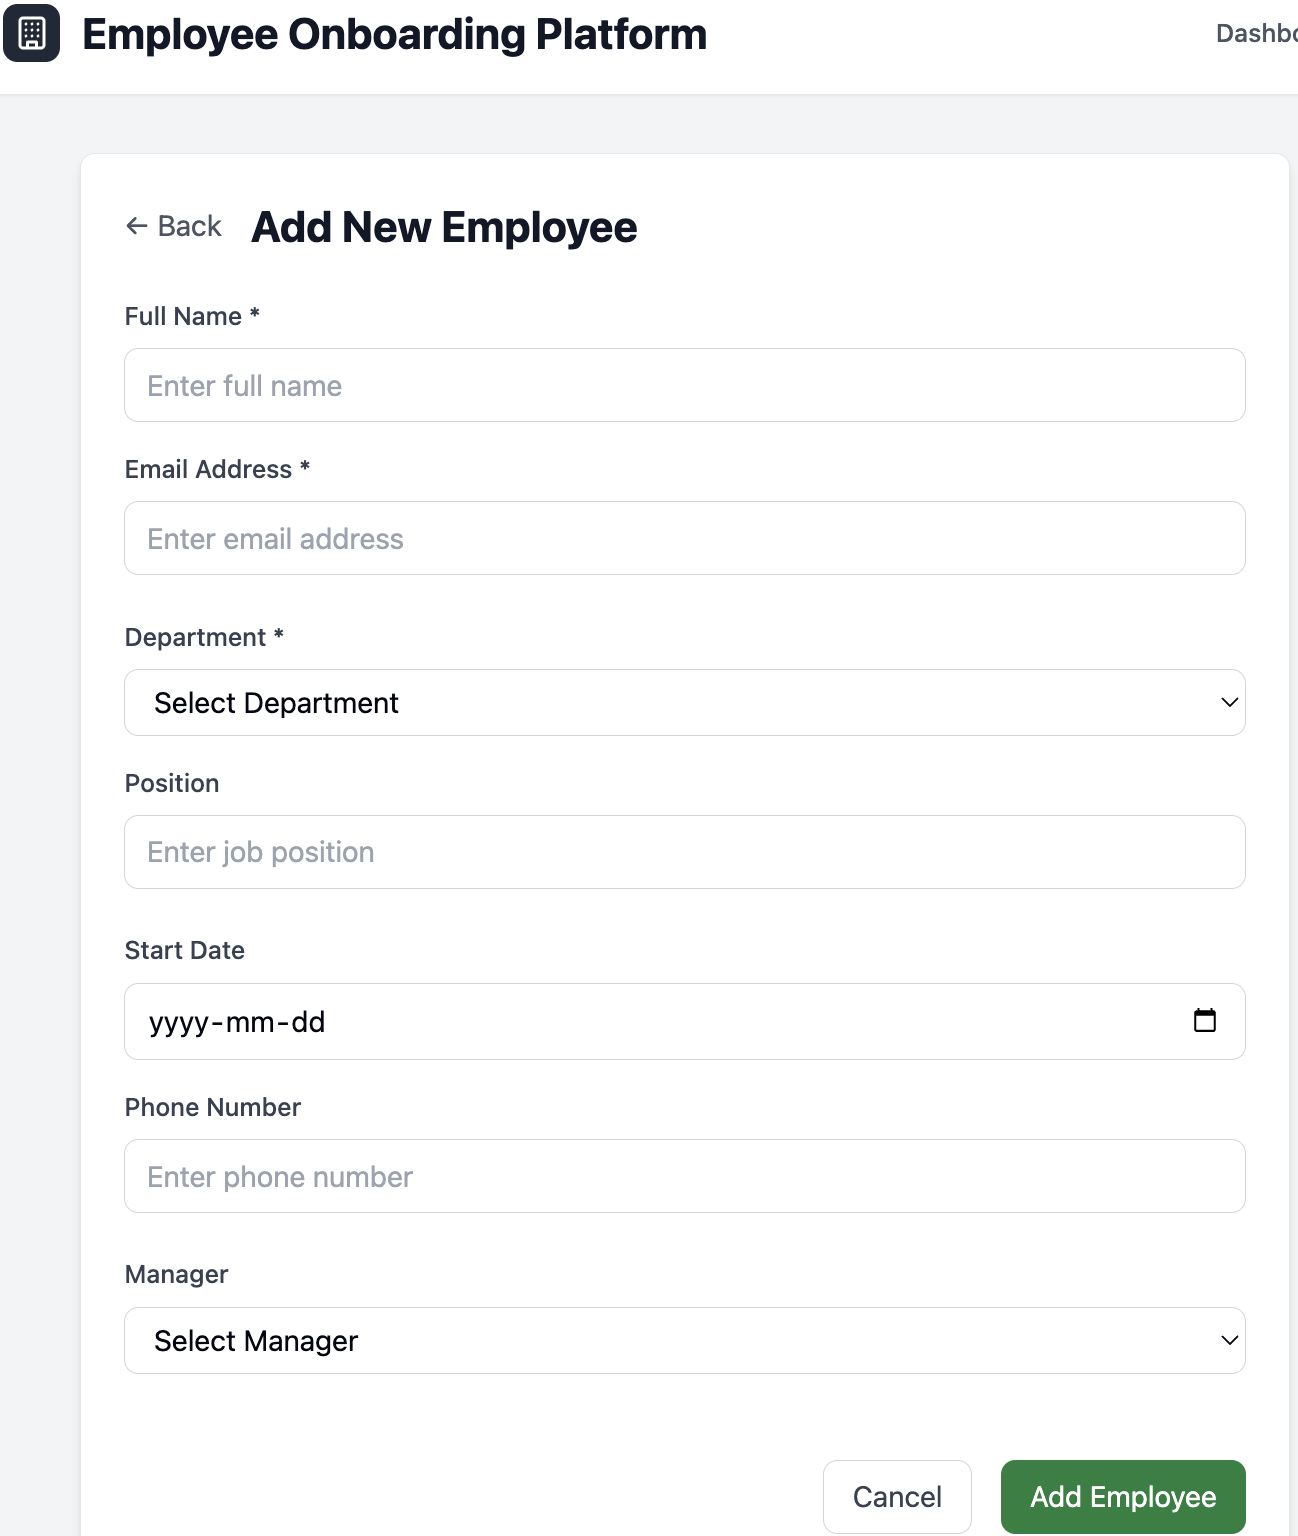 Employee Onboarding Platform
Dashbo
← Back Add New Employee
Full Name *
Enter full name
Email Address *
Enter email address
Department *
Select Department
Position
Enter job position
Start Date
yyyy-mm-dd
Phone Number
Enter phone number
Manager
Select Manager
Cancel Add Employee